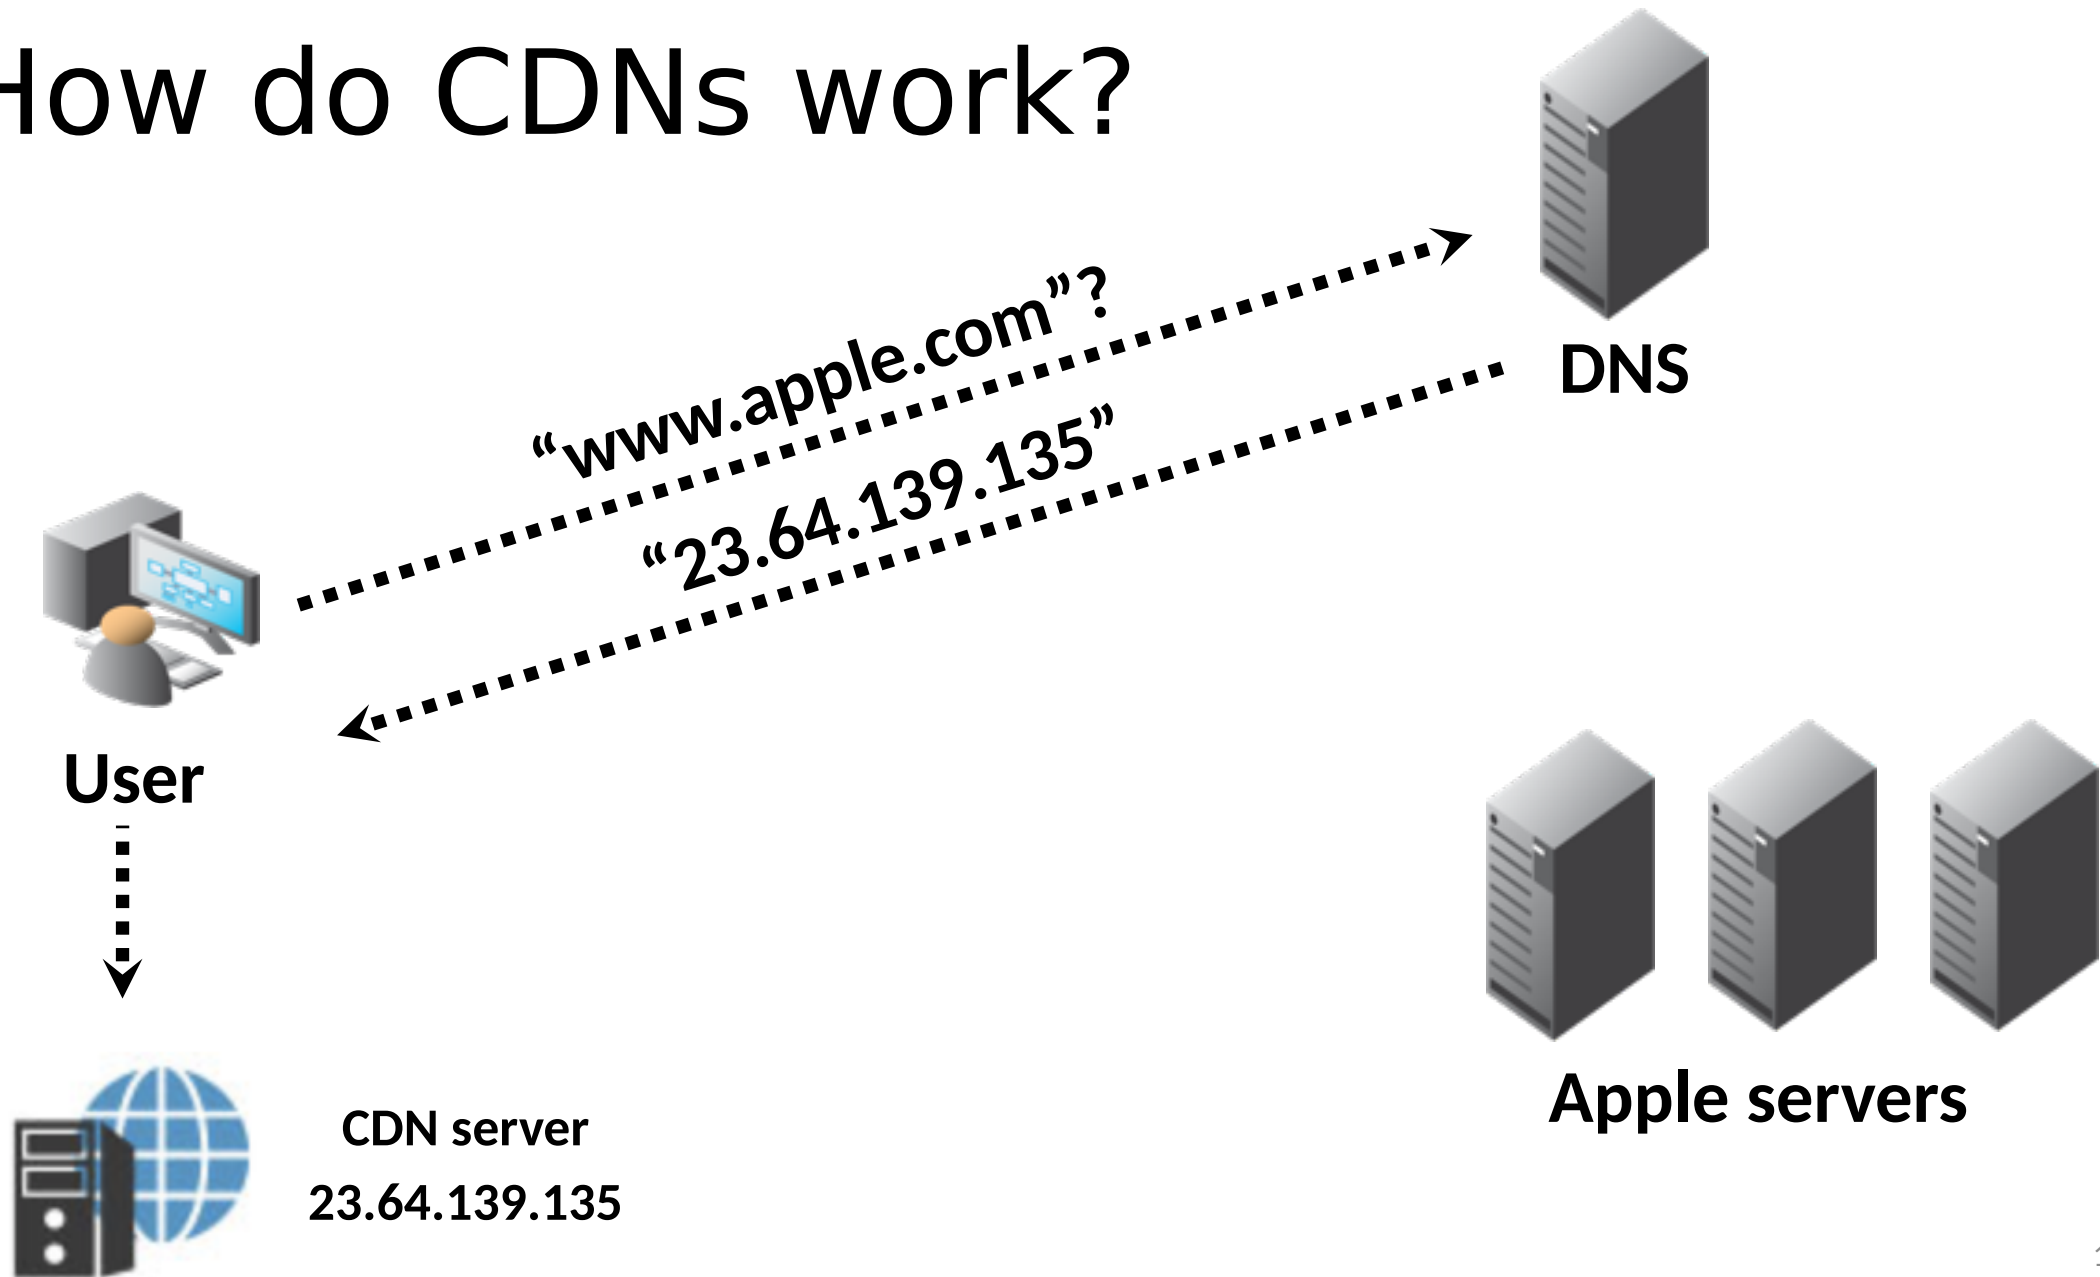 How do CDNs work?
“www.apple.com”?
“23.64.139.135”
DNS
User
Apple servers
CDN server
23.64.139.135